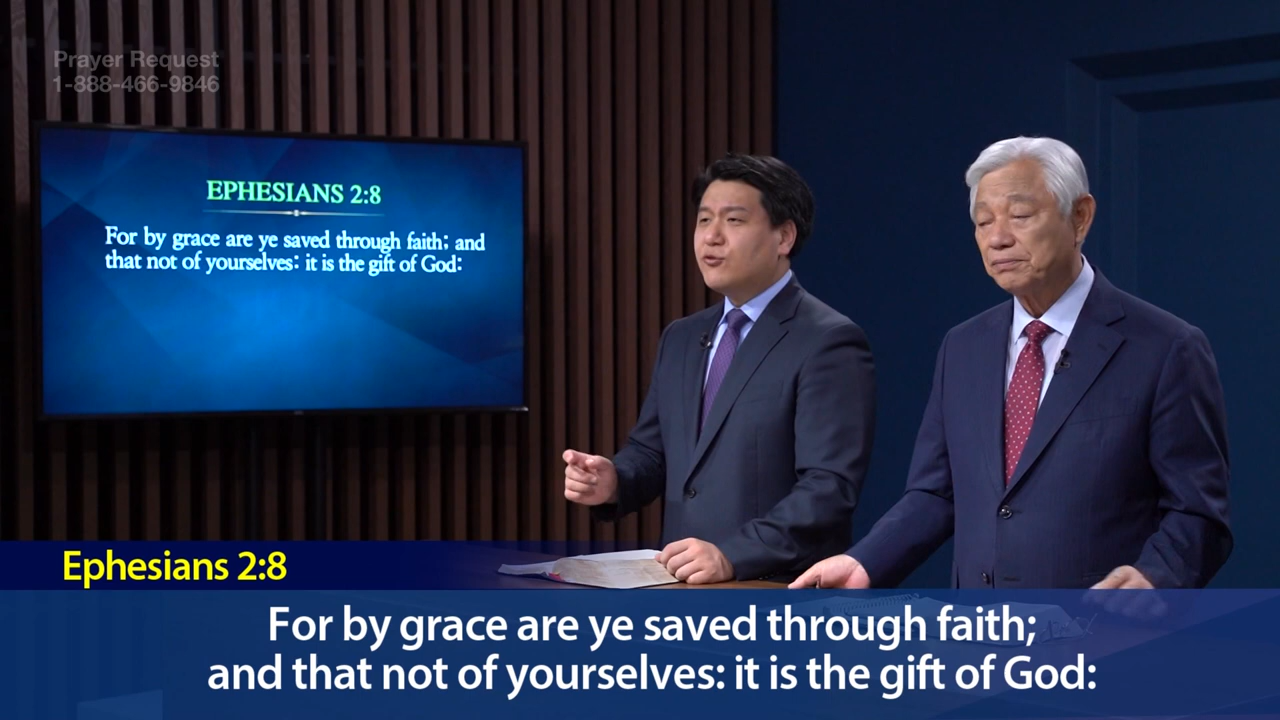 Prayer Request
1-888-466-9846
EPHESIANS 2:8
For by grace are ye saved through faith; and
that not of yourselves: it is the gift of God:
Ephesians 2:8
For by grace are ye saved through faith;
and that not of yourselves: it is the gift of God: